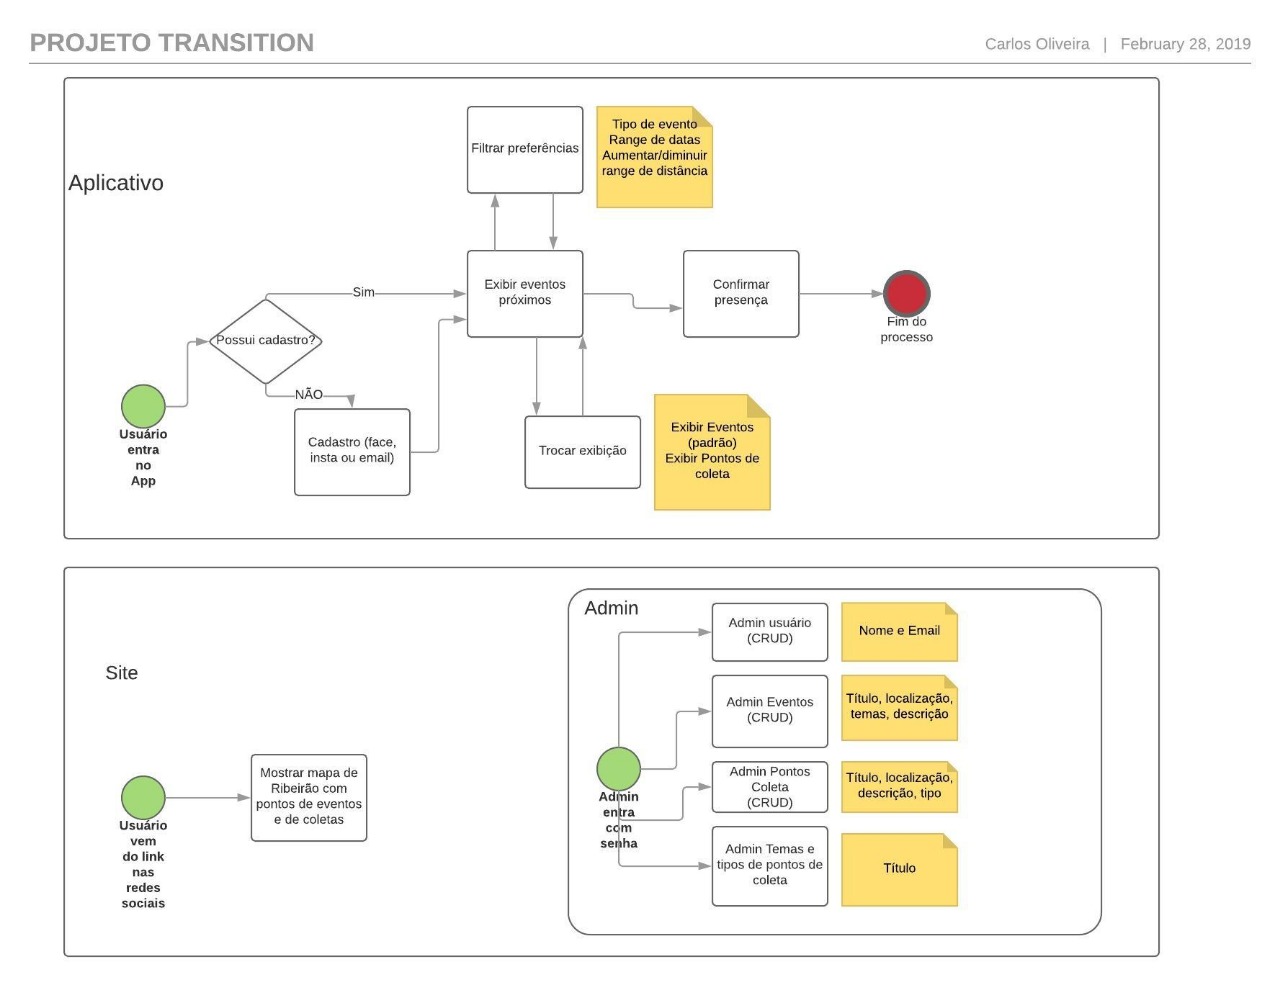 PROJETO TRANSITION
Carlos Oliveira | February 28, 2019
Aplicativo
Filtrar preferências
Tipo de evento
Range de datas
Aumentar/diminuir
range de distância
Sim
Exibir eventos
próximos
Confirmar
presença
Fim do
processo
Possui cadastro?
NÃO
Usuário
entra
no
App
Cadastro (face,
insta ou email)
Trocar exibição
Exibir Eventos
(padrão)
Exibir Pontos de
coleta
Site
Usuário
vem
do link
nas
redes
sociais
Mostrar mapa de
Ribeirão com
pontos de eventos
e de coletas
Admin
Admin
entra
com
senha
Admin usuário
(CRUD)
Nome e Email
Admin Eventos
(CRUD)
Título, localização,
temas, descrição
Admin Pontos
Coleta
(CRUD)
Título, localização,
descrição, tipo
Admin Temas e
tipos de pontos de
coleta
Título